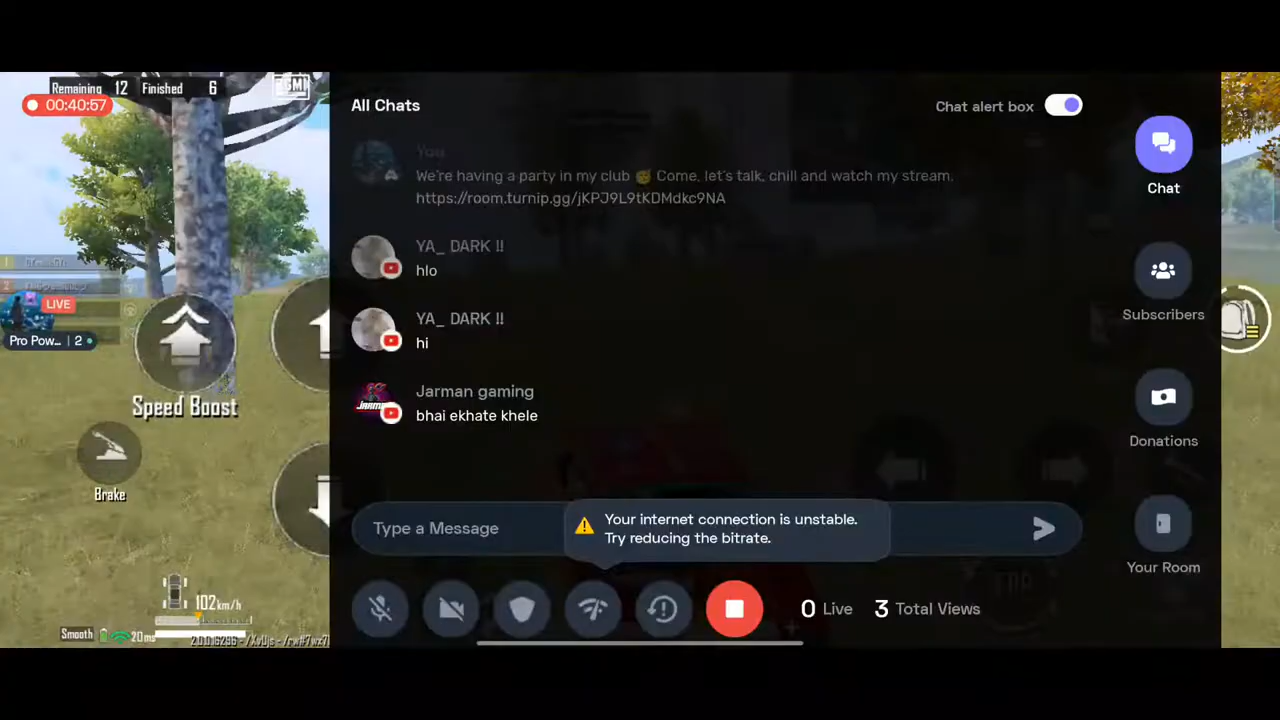 Remaining 12 Finished 6
BGMI
00:40:57
All Chats
Chat alert box
You
We're having a party in my club 🥳 Come, let's talk, chill and watch my stream.
https://room.turnip.gg/jKPJ9L9tKDMdkc9NA
Chat
YA_ DARK !!
hlo
Subscribers
LIVE
Pro Pow... | 2
YA_ DARK !!
hi
Speed Boost
Jarman gaming
bhai ekhate khele
Donations
Brake
Type a Message
Your internet connection is unstable.
Try reducing the bitrate.
Your Room
102km/h
0 Live 3 Total Views
Smooth 20ms